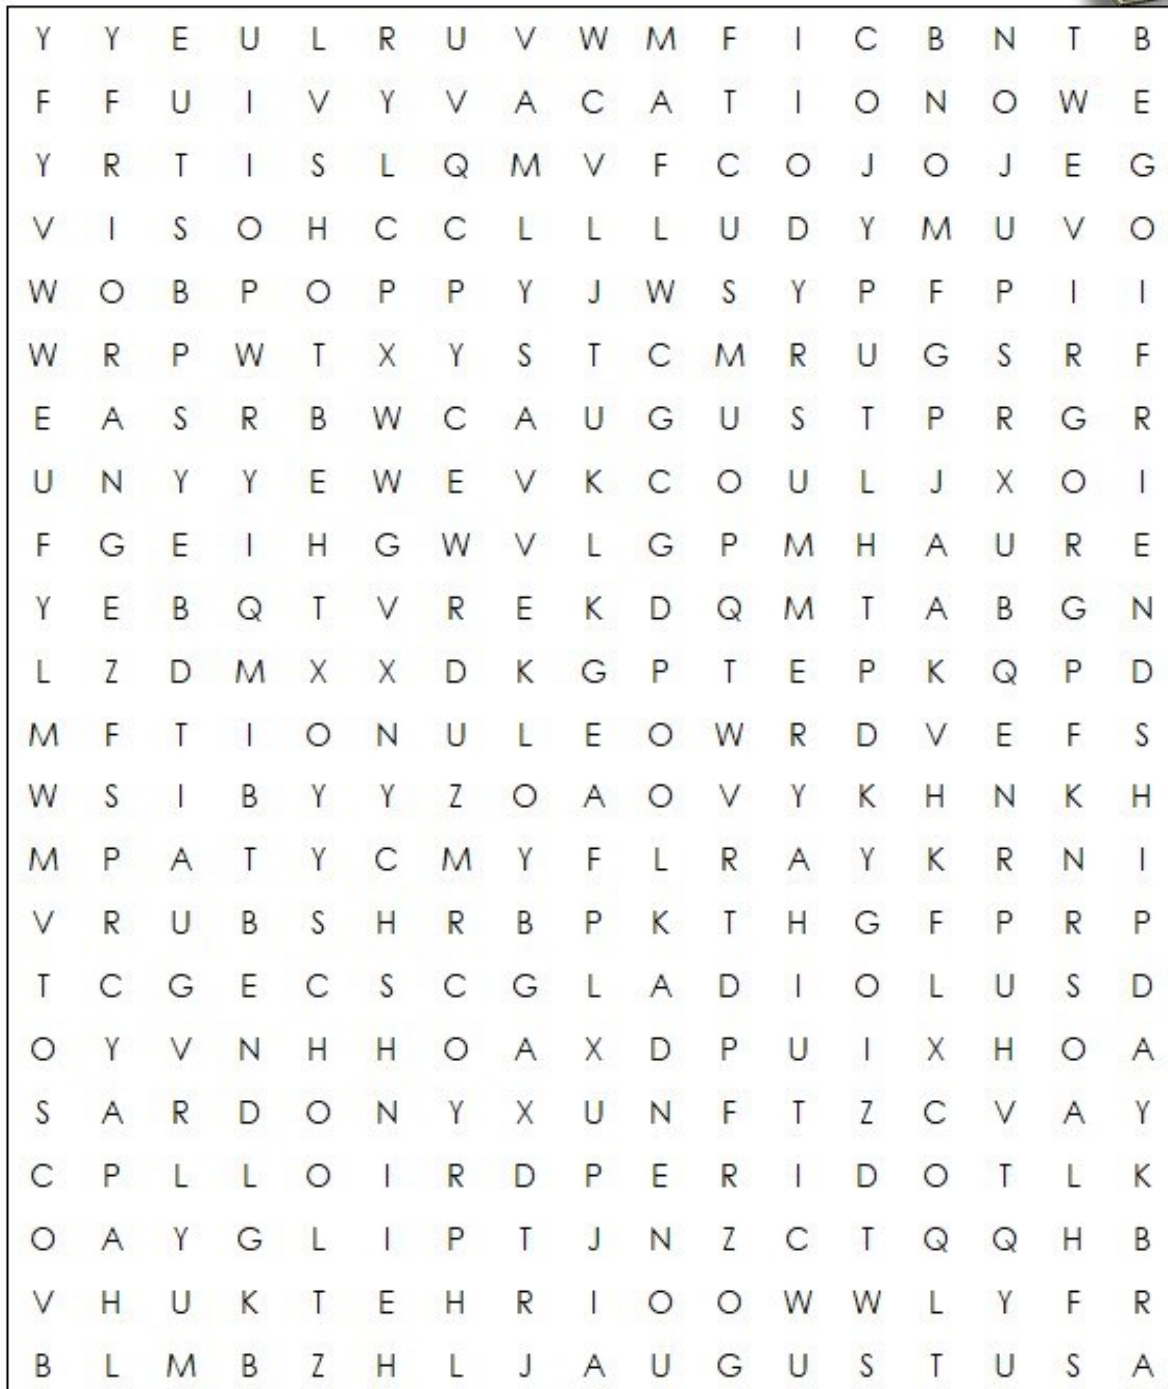 Y Y E U L R U V W M F I C B N T B
F F U I V Y V A C A T I O N O W E
Y R T I S L Q M V F C O J O J E G
V I S O H C C L L L U D Y M U V O
W O B P O P P Y J W S Y P F P I I
W R P W T X Y S T C M R U G S R F
E A S R B W C A U G U S T P R G R
U N Y Y E W E V K C O U L J X O I
F G E I H G W V L G P M H A U R E
Y E B Q T V R E K D Q M T A B G N
L Z D M X X D K G P T E P K Q P D
M F T I O N U L E O W R D V E F S
W S I B Y Y Z O A O V Y K H N K H
M P A T Y C M Y F L R A Y K R N I
V R U B S H R B P K T H G F P R P
T C G E C S C G L A D I O L U S D
O Y V N H H O A X D P U I X H O A
S A R D O N Y X U N F T Z C V A Y
C P L L O I R D P E R I D O T L K
O A Y G L I P T J N Z C T Q Q H B
V H U K T E H R I O O W W L Y F R
B L M B Z H L J A U G U S T U S A